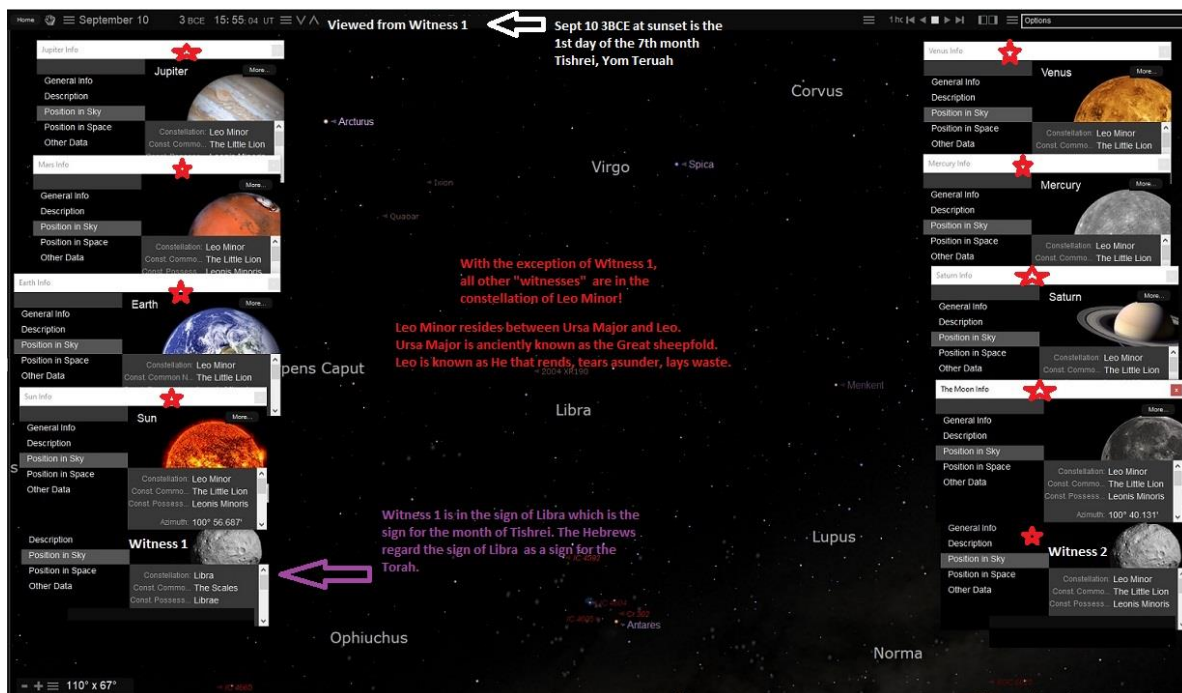 Home
September 10
3 BCE 15:55:04 UT
Viewed from Witness 1
Sept 10 3BCE at sunset is the
1st day of the 7th month
Tishrei, Yom Teruah
Options
Jupiter Info
Jupiter
More...
General Info
Description
Position in Sky
Position in Space
Other Data
Constellation: Leo Minor
Const. Commo... The Little Lion
Mars Info
More...
General Info
Description
Position in Sky
Position in Space
Other Data
Constellation: Leo Minor
Const. Commo... The Little Lion
Const. Possess... Leonis Minoris
Earth Info
Earth
More...
General Info
Description
Position in Sky
Position in Space
Other Data
Constellation: Leo Minor
Const. Common N... The Little Lion
Sun Info
Sun
More...
General Info
Description
Position in Sky
Position in Space
Other Data
Constellation: Leo Minor
Const. Commo... The Little Lion
Const. Possess... Leonis Minoris
Azimuth: 100° 56.687'
Description
Position in Sky
Position in Space
Other Data
Witness 1
Constellation: Libra
Const. Commo... The Scales
Const. Possess... Librae
110° x 67°
Corvus
Arcturus
Virgo
Spica
Ixion
Quaoar
With the exception of Witness 1,
all other "witnesses" are in the
constellation of Leo Minor!
Leo Minor resides between Ursa Major and Leo.
Ursa Major is anciently known as the Great sheepfold.
Leo is known as He that rends, tears asunder, lays waste.
pens Caput
2004 XR190
Menkent
Libra
Witness 1 is in the sign of Libra which is the
sign for the month of Tishrei. The Hebrews
regard the sign of Libra as a sign for the
Torah.
Lupus
Antares
Ophiuchus
Norma
Venus Info
Venus
More...
General Info
Description
Position in Sky
Position in Space
Other Data
Constellation: Leo Minor
Const. Commo... The Little Lion
Mercury Info
Mercury
More...
General Info
Description
Position in Sky
Position in Space
Other Data
Constellation: Leo Minor
Const. Commo... The Little Lion
Saturn Info
Saturn
More...
General Info
Description
Position in Sky
Position in Space
Other Data
Constellation: Leo Minor
Const. Commo... The Little Lion
The Moon Info
More...
General Info
Description
Position in Sky
Position in Space
Other Data
Constellation: Leo Minor
Const. Commo... The Little Lion
Const. Possess... Leonis Minoris
Azimuth: 100° 40.131'
General Info
Description
Position in Sky
Position in Space
Other Data
Witness 2
Constellation: Leo Minor
Const. Commo... The Little Lion
Const. Possess... Leonis Minoris